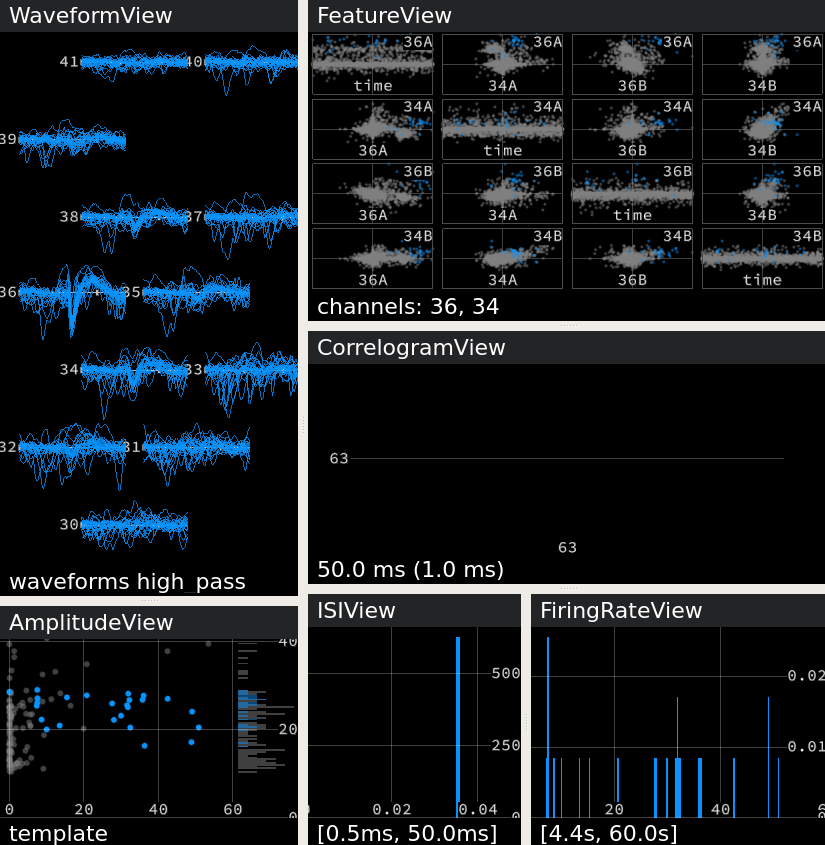 WaveformView
41 40
39
38 37
36 35
34 33
32 31
30
waveforms high_pass
FeatureView
36A 36A 36A 36A
time 34A 36B 34B
34A 34A 34A 34A
36A time 36B 34B
36B 36B 36B 36B
36A 34A time 34B
34B 34B 34B 34B
36A 34A 36B time
channels: 36, 34
CorrelogramView
63
63
50.0 ms (1.0 ms)
AmplitudeView
40
20
0 20 40 60 0
template
ISIView
500
250
0 0.02 0.04 0
[0.5ms, 50.0ms]
FiringRateView
0.02
0.01
20 40 6
[4.4s, 60.0s]